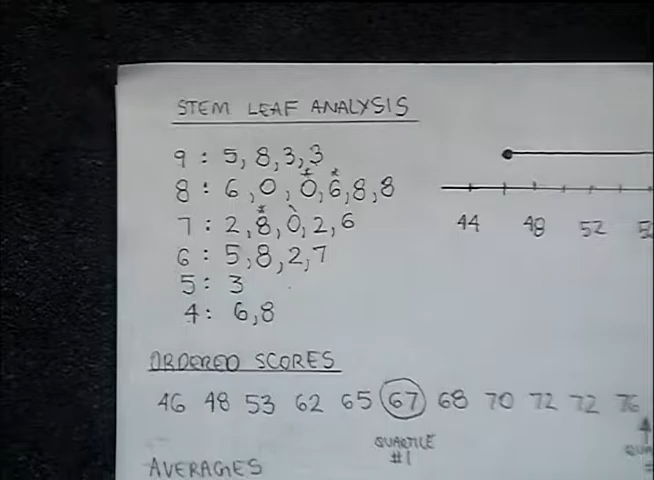 STEM LEAF ANALYSIS
9 : 5, 8, 3, 3
8 : 6, 0, 0, 6, 8, 8
7 : 2, 8, 0, 2, 6
6 : 5, 8, 2, 7
5 : 3
4 : 6, 8
44 48 52
ORDERED SCORES
46 48 53 62 65 67 68 70 72 72 76
QUARTILE
#1
AVERAGES